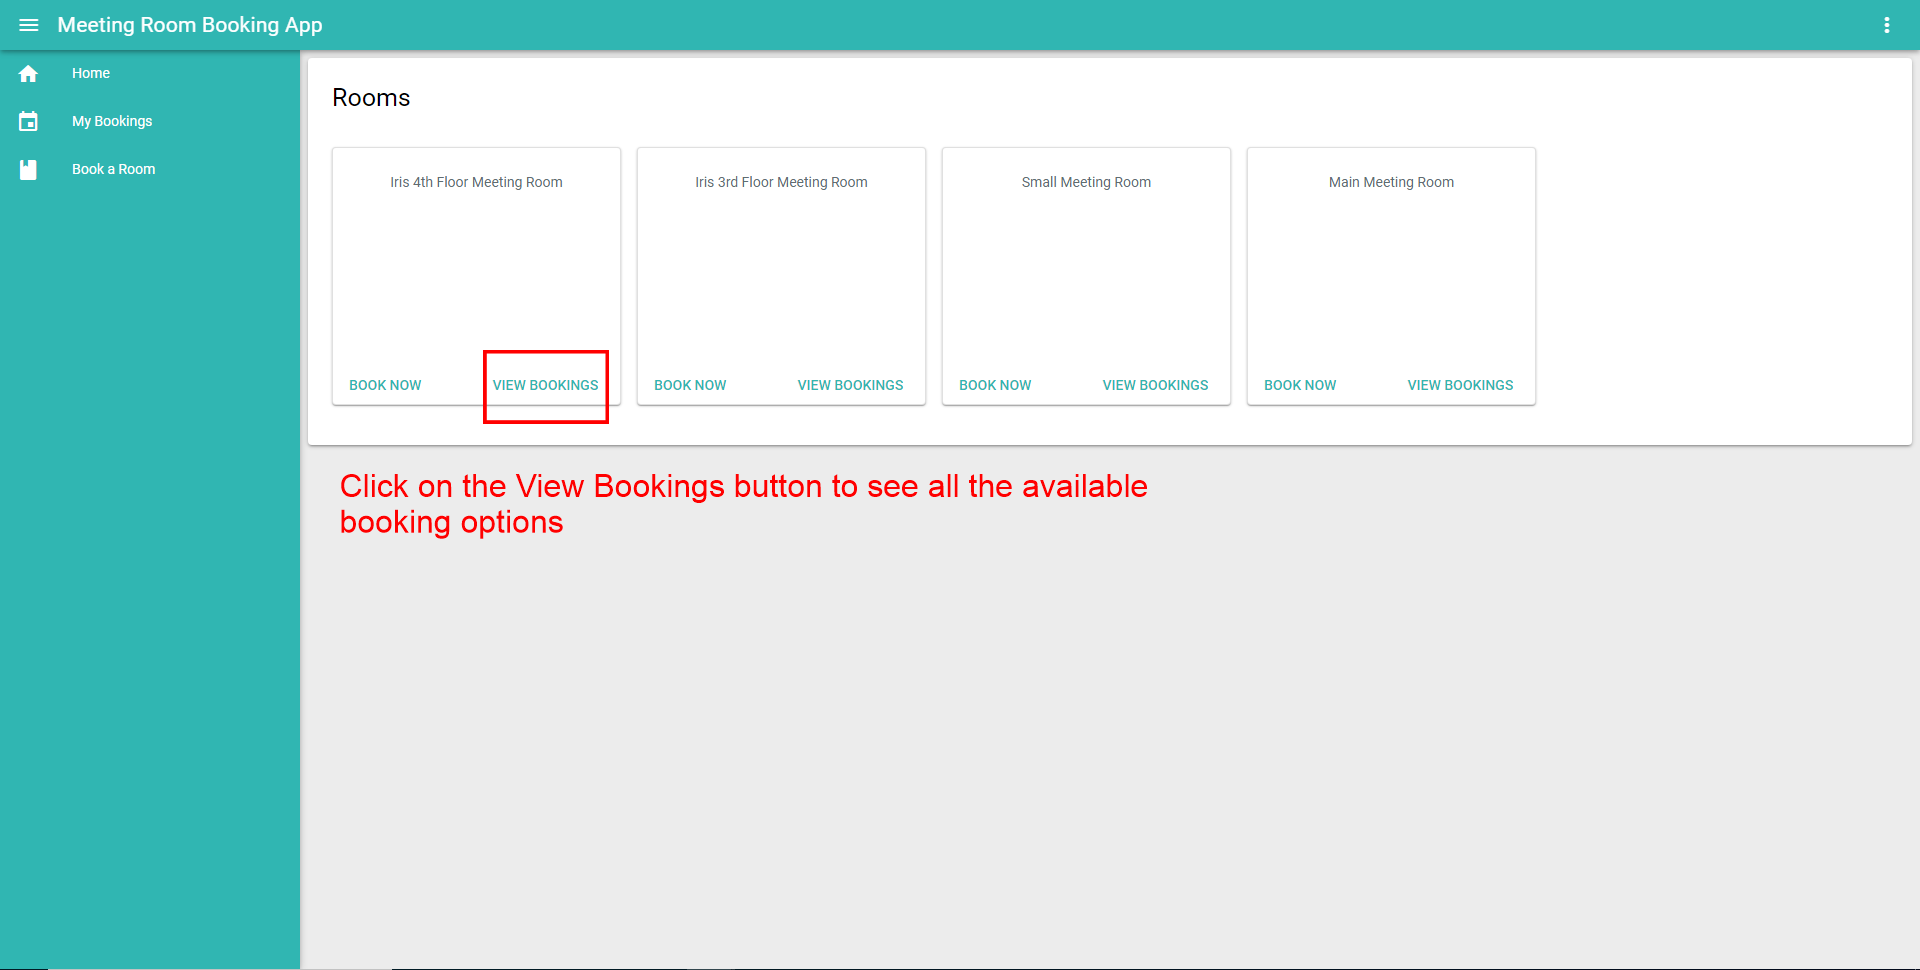 Meeting Room Booking App
Home
My Bookings
Book a Room
Rooms
Iris 4th Floor Meeting Room
BOOK NOW VIEW BOOKINGS
Iris 3rd Floor Meeting Room
BOOK NOW VIEW BOOKINGS
Small Meeting Room
BOOK NOW VIEW BOOKINGS
Main Meeting Room
BOOK NOW VIEW BOOKINGS
Click on the View Bookings button to see all the available
booking options